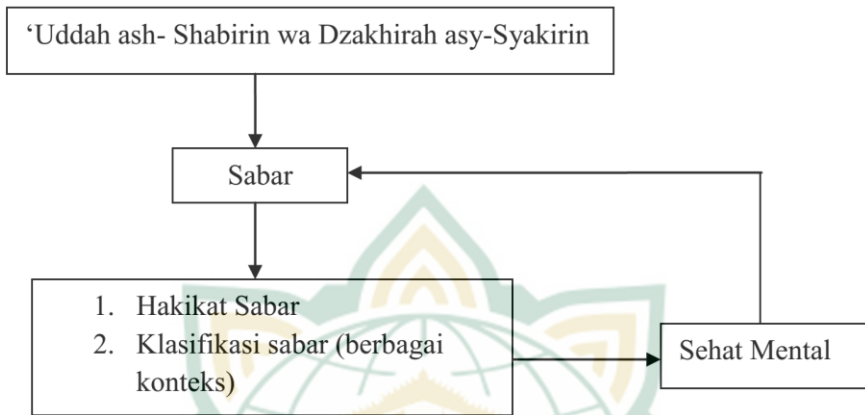 ‘Uddah ash- Shabirin wa Dzakhirah asy-Syakirin
Sabar
1. Hakikat Sabar
2. Klasifikasi sabar (berbagai
konteks)
Sehat Mental